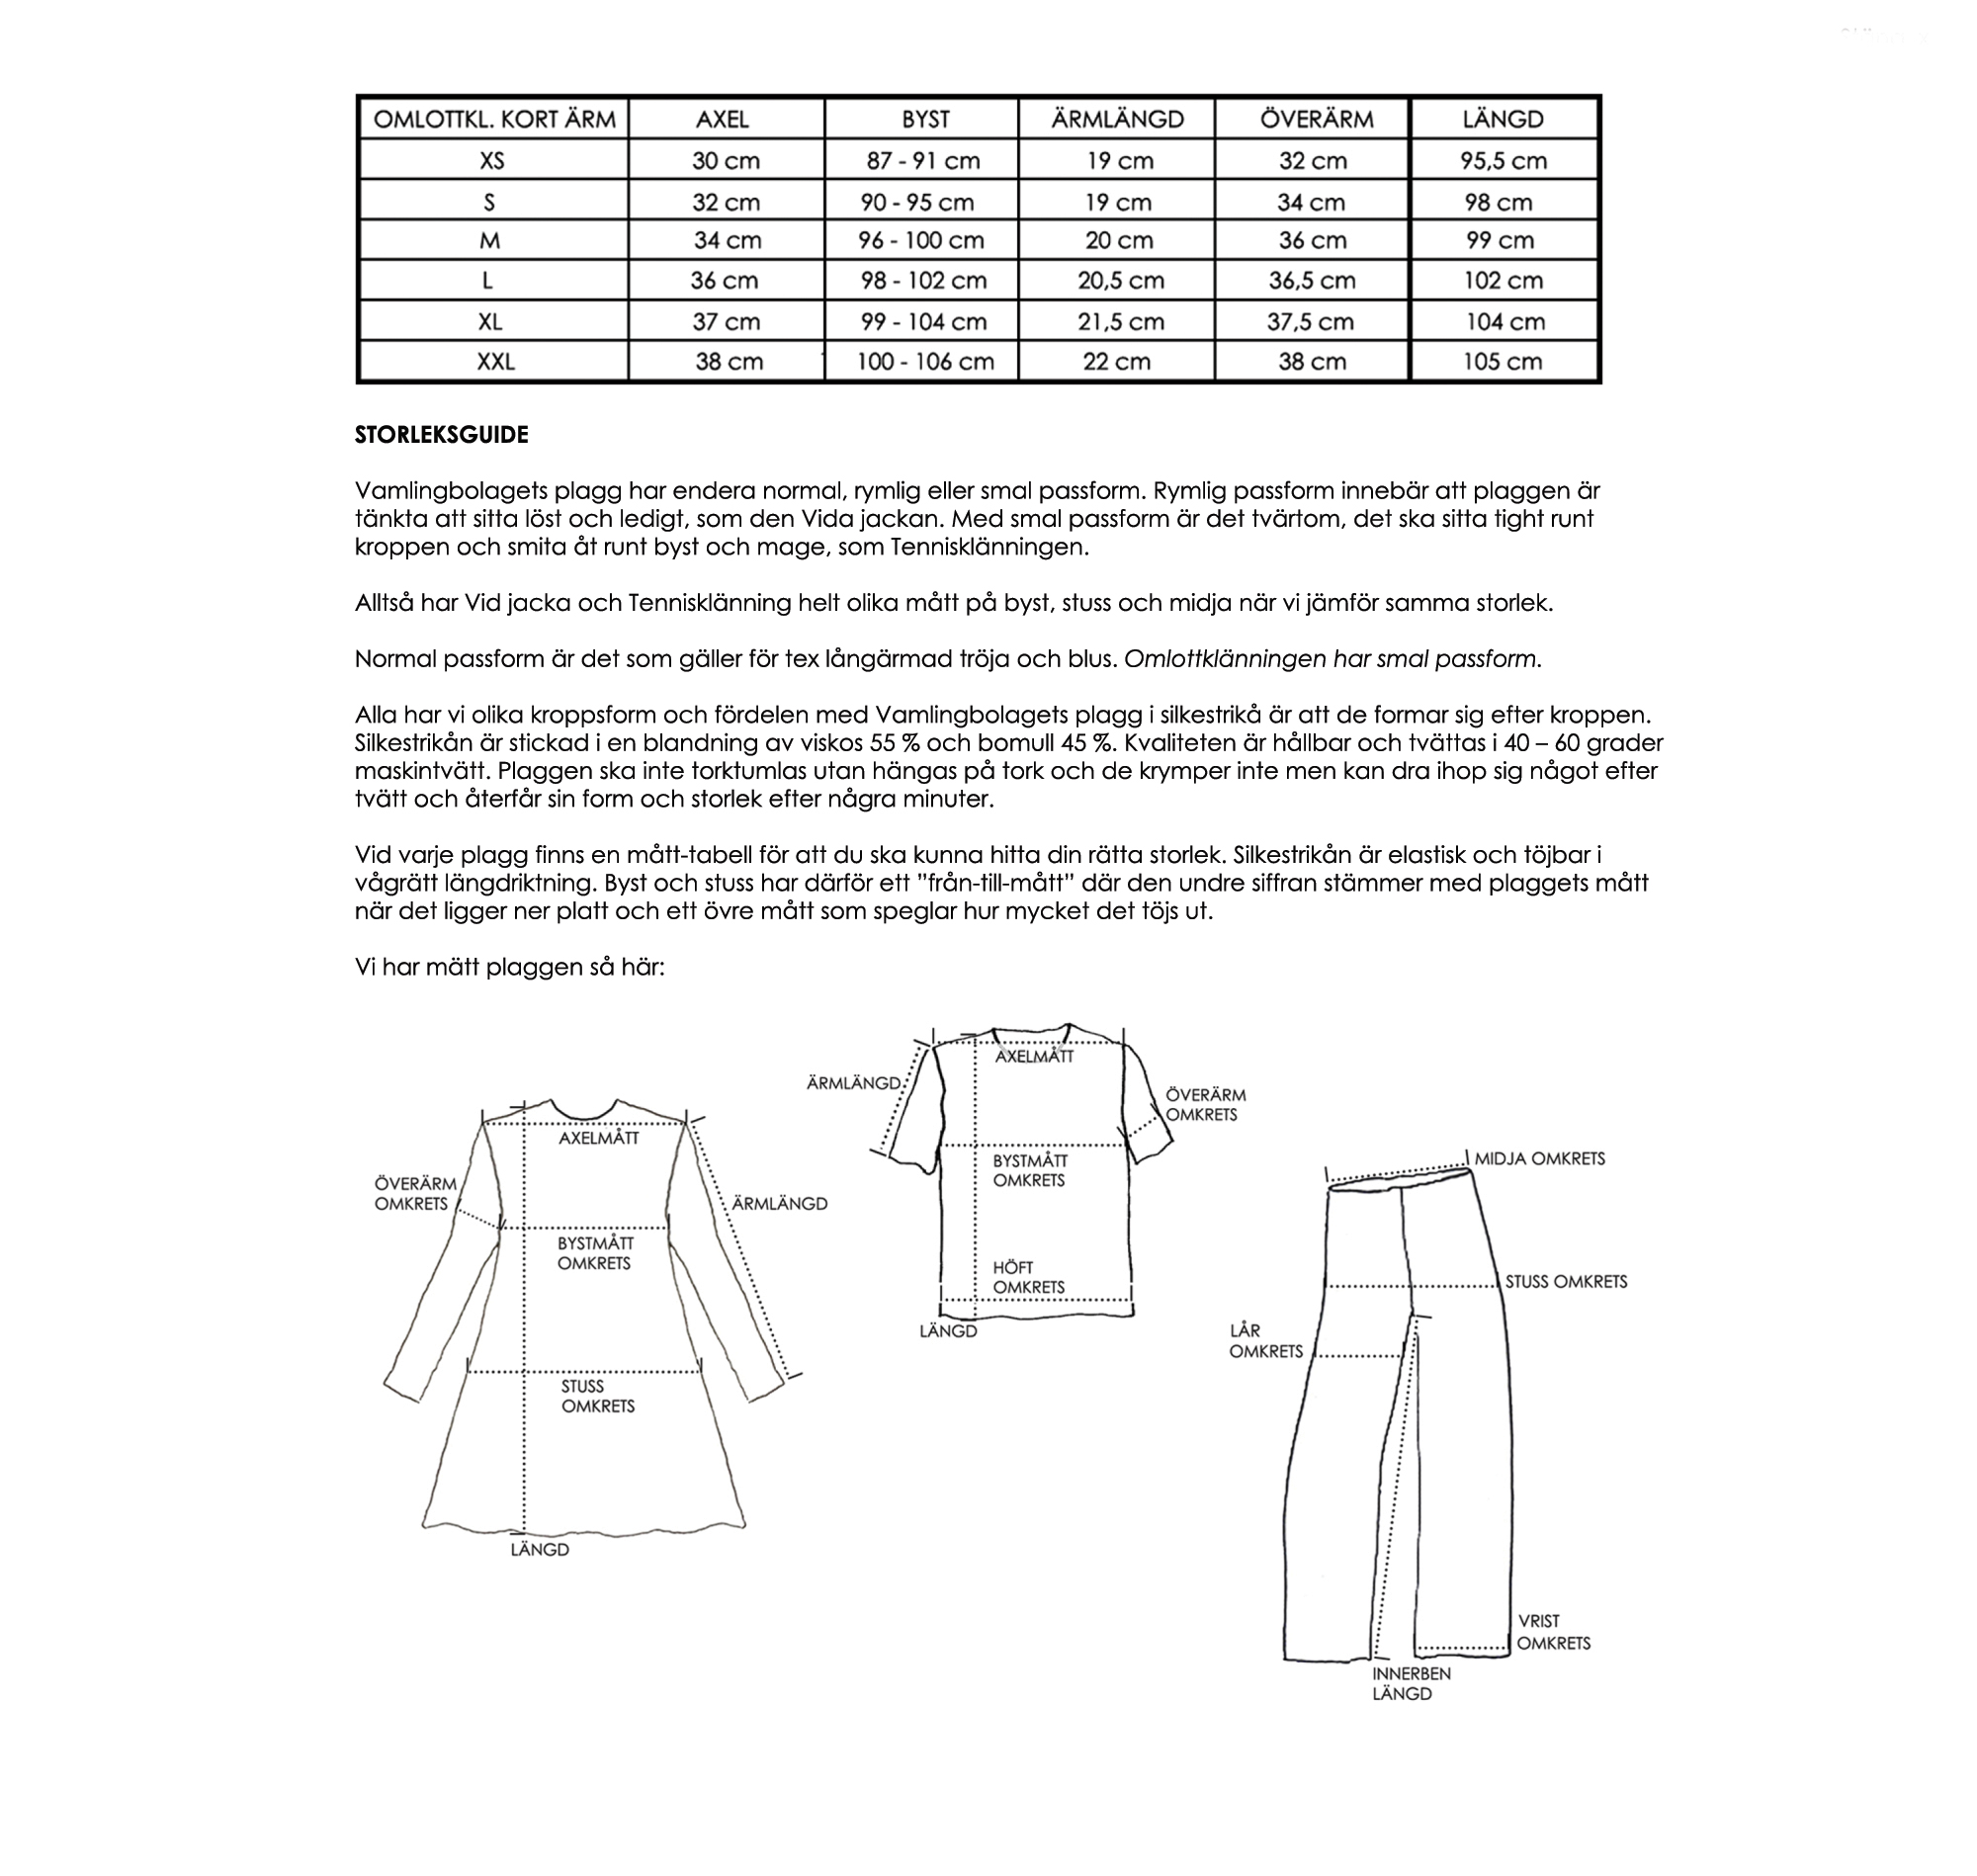 OMLOTTKL. KORT ÄRM AXEL BYST ÄRMLÄNGD ÖVERÄRM LÄNGD
XS 30 cm 87 - 91 cm 19 cm 32 cm 95,5 cm
S 32 cm 90 - 95 cm 19 cm 34 cm 98 cm
M 34 cm 96 - 100 cm 20 cm 36 cm 99 cm
L 36 cm 98 - 102 cm 20,5 cm 36,5 cm 102 cm
XL 37 cm 99 - 104 cm 21,5 cm 37,5 cm 104 cm
XXL 38 cm 100 - 106 cm 22 cm 38 cm 105 cm
STORLEKSGUIDE
Vamlingbolagets plagg har endera normal, rymlig eller smal passform. Rymlig passform innebär att plaggen är
tänkta att sitta löst och ledigt, som den Vida jackan. Med smal passform är det tvärtom, det ska sitta tight runt
kroppen och smita åt runt byst och mage, som Tennisklänningen.
Alltså har Vid jacka och Tennisklänning helt olika mått på byst, stuss och midja när vi jämför samma storlek.
Normal passform är det som gäller för tex långärmad tröja och blus. Omlottklänningen har smal passform.
Alla har vi olika kroppsform och fördelen med Vamlingbolagets plagg i silkestrikå är att de formar sig efter kroppen.
Silkestrikån är stickad i en blandning av viskos 55 % och bomull 45 %. Kvaliteten är hållbar och tvättas i 40 – 60 grader
maskintvätt. Plaggen ska inte torktumlas utan hängas på tork och de krymper inte men kan dra ihop sig något efter
tvätt och återfår sin form och storlek efter några minuter.
Vid varje plagg finns en mått-tabell för att du ska kunna hitta din rätta storlek. Silkestrikån är elastisk och töjbar i
vågrätt längdriktning. Byst och stuss har därför ett ”från-till-mått” där den undre siffran stämmer med plaggets mått
när det ligger ner platt och ett övre mått som speglar hur mycket det töjs ut.
Vi har mätt plaggen så här:
AXELMÅTT
ÖVERÄRM
OMKRETS
ÄRMLÄNGD
BYSTMÅTT
OMKRETS
STUSS
OMKRETS
LÄNGD
AXELMÅTT
ÄRMLÄNGD
ÖVERÄRM
OMKRETS
BYSTMÅTT
OMKRETS
HÖFT
OMKRETS
LÄNGD
MIDJA OMKRETS
STUSS OMKRETS
LÅR
OMKRETS
VRIST
OMKRETS
INNERBEN
LÄNGD